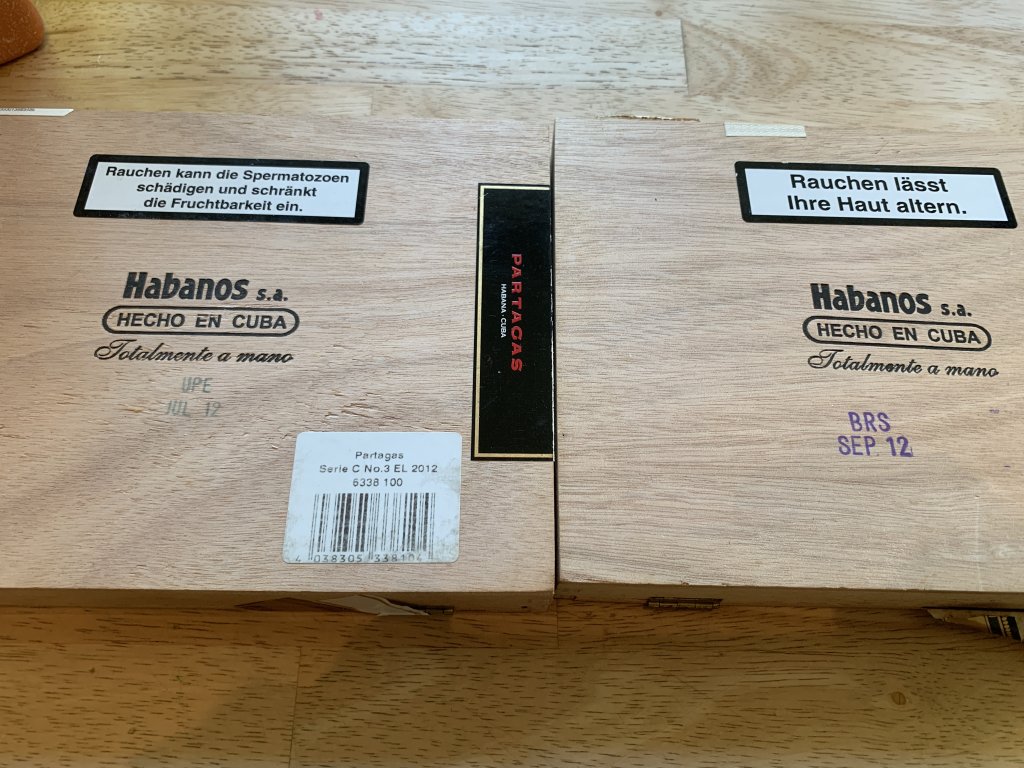 Rauchen kann die Spermatozoen
schädigen und schränkt
die Fruchtbarkeit ein.
Habanos s.a.
HECHO EN CUBA
Totalmente a mano
UPE
JUL 12
Partagas
Serie C No.3 EL 2012
6338 100
4 038305 338104
PARTAGAS
HABANA · CUBA
Rauchen lässt
Ihre Haut altern.
Habanos s.a.
HECHO EN CUBA
Totalmente a mano
BRS
SEP 12